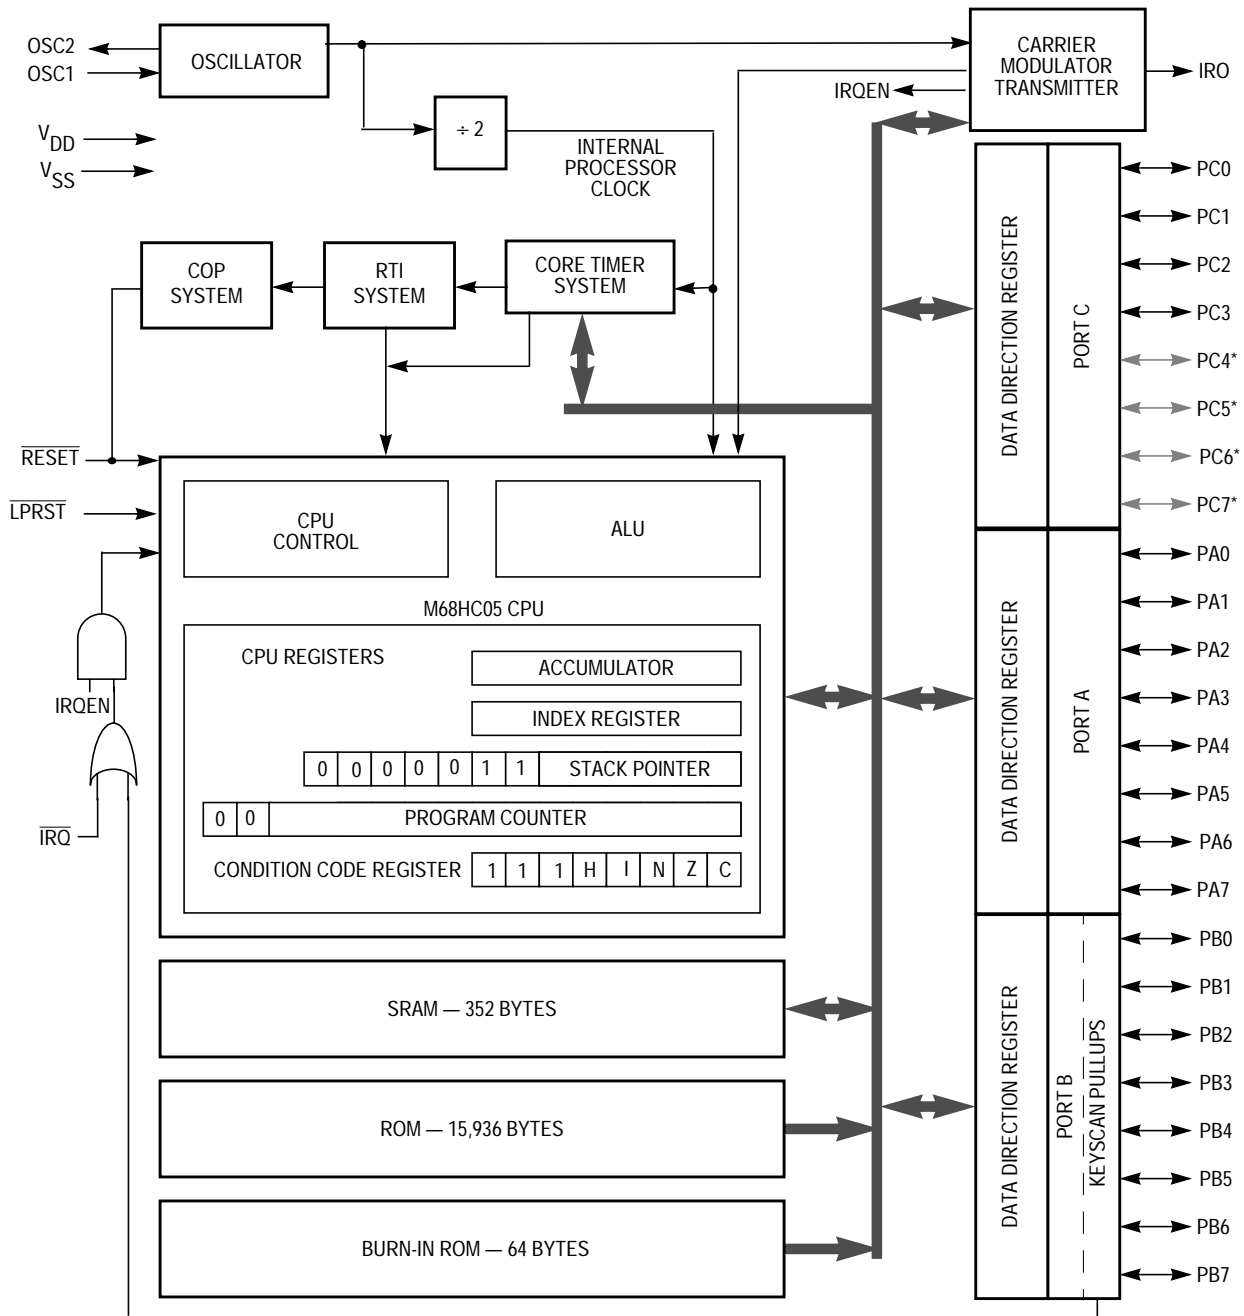 OSC2
OSC1
OSCILLATOR
CARRIER
MODULATOR
TRANSMITTER
IRO
IRQEN
VDD
VSS
÷ 2
INTERNAL
PROCESSOR
CLOCK
COP
SYSTEM
RTI
SYSTEM
CORE TIMER
SYSTEM
RESET
LPRST
IRQEN
IRQ
CPU
CONTROL
ALU
M68HC05 CPU
CPU REGISTERS
ACCUMULATOR
INDEX REGISTER
0 0 0 0 0 1 1 STACK POINTER
0 0 PROGRAM COUNTER
CONDITION CODE REGISTER 1 1 1 H I N Z C
SRAM — 352 BYTES
ROM — 15,936 BYTES
BURN-IN ROM — 64 BYTES
DATA DIRECTION REGISTER
PORT C
PC0
PC1
PC2
PC3
PC4*
PC5*
PC6*
PC7*
DATA DIRECTION REGISTER
PORT A
PA0
PA1
PA2
PA3
PA4
PA5
PA6
PA7
DATA DIRECTION REGISTER
PORT B
KEYSCAN PULLUPS
PB0
PB1
PB2
PB3
PB4
PB5
PB6
PB7